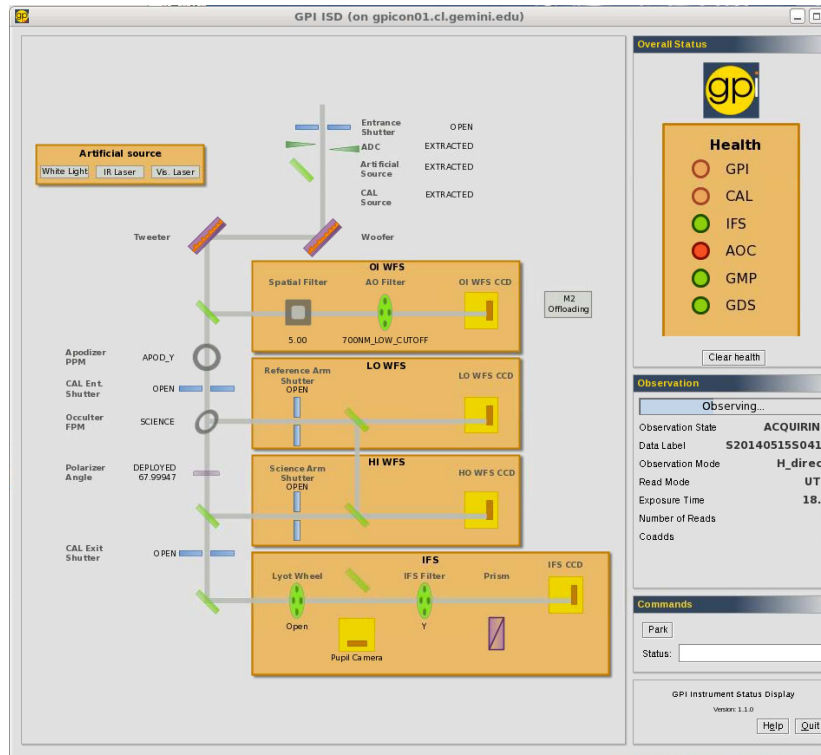 GPI ISD (on gpicon01.cl.gemini.edu)
Artificial source
White Light IR Laser Vis. Laser
Entrance Shutter OPEN
ADC EXTRACTED
Artificial Source EXTRACTED
CAL Source EXTRACTED
Tweeter
Woofer
OI WFS
Spatial Filter AO Filter OI WFS CCD
5.00 700NM_LOW_CUTOFF
M2 Offloading
Apodizer PPM APOD_Y
CAL Ent. Shutter OPEN
Occulter FPM SCIENCE
Polarizer Angle DEPLOYED 67.99947
CAL Exit Shutter OPEN
LO WFS
Reference Arm Shutter OPEN
LO WFS CCD
HI WFS
Science Arm Shutter OPEN
HO WFS CCD
IFS
Lyot Wheel IFS Filter Prism IFS CCD
Open Y
Pupil Camera
Overall Status
gpi
Health
GPI
CAL
IFS
AOC
GMP
GDS
Clear health
Observation
Observing...
Observation State ACQUIRIN
Data Label S20140515S041
Observation Mode H_direc
Read Mode UT
Exposure Time 18.
Number of Reads
Coadds
Commands
Park
Status:
GPI Instrument Status Display
Version: 1.1.0
Help Quit